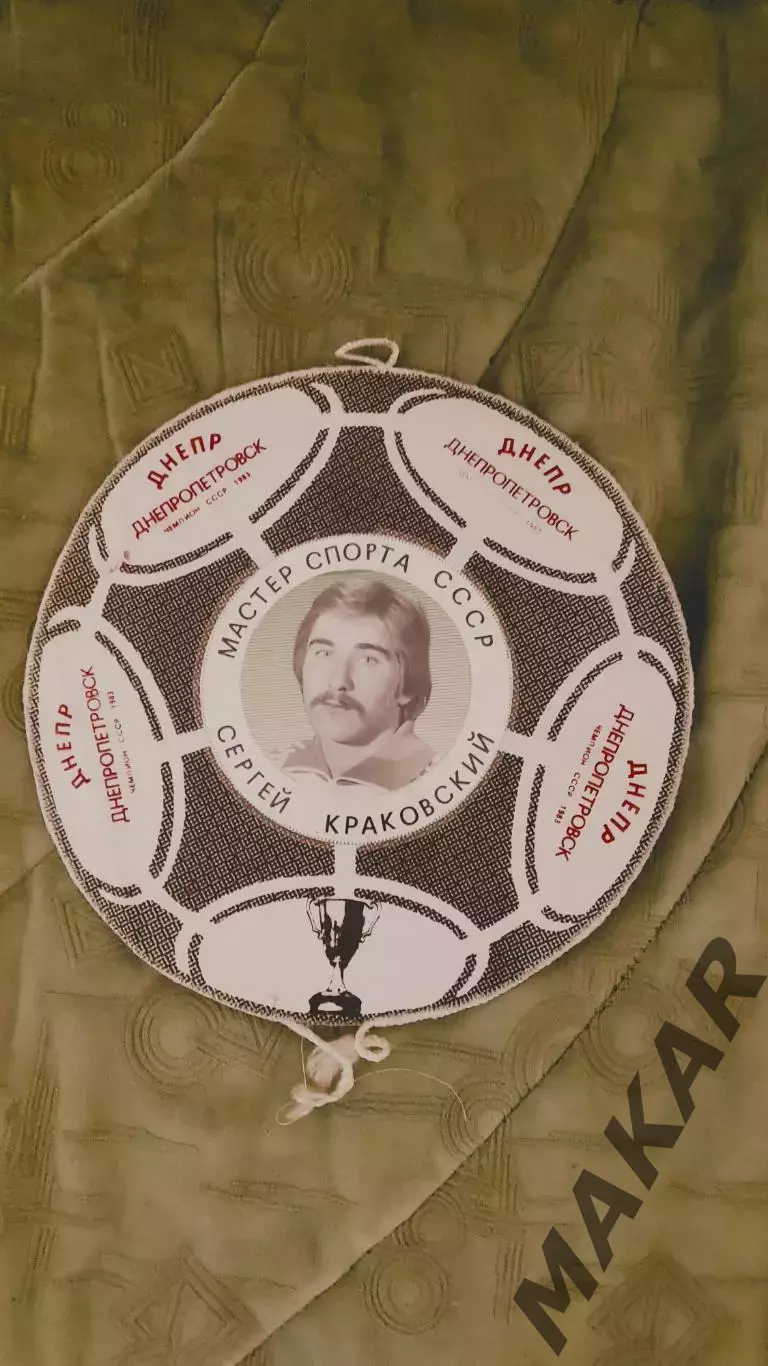 ДНЕПР
ДНЕПРОПЕТРОВСК
ЧЕМПИОН СССР 1983
ДНЕПР
ДНЕПРОПЕТРОВСК
1983
МАСТЕР СПОРТА СССР
СЕРГЕЙ КРАКОВСКИЙ
ДНЕПР
ДНЕПРОПЕТРОВСК
ЧЕМПИОН СССР 1983
ДНЕПР
ДНЕПРОПЕТРОВСК
ЧЕМПИОН СССР 1983
MAKAR